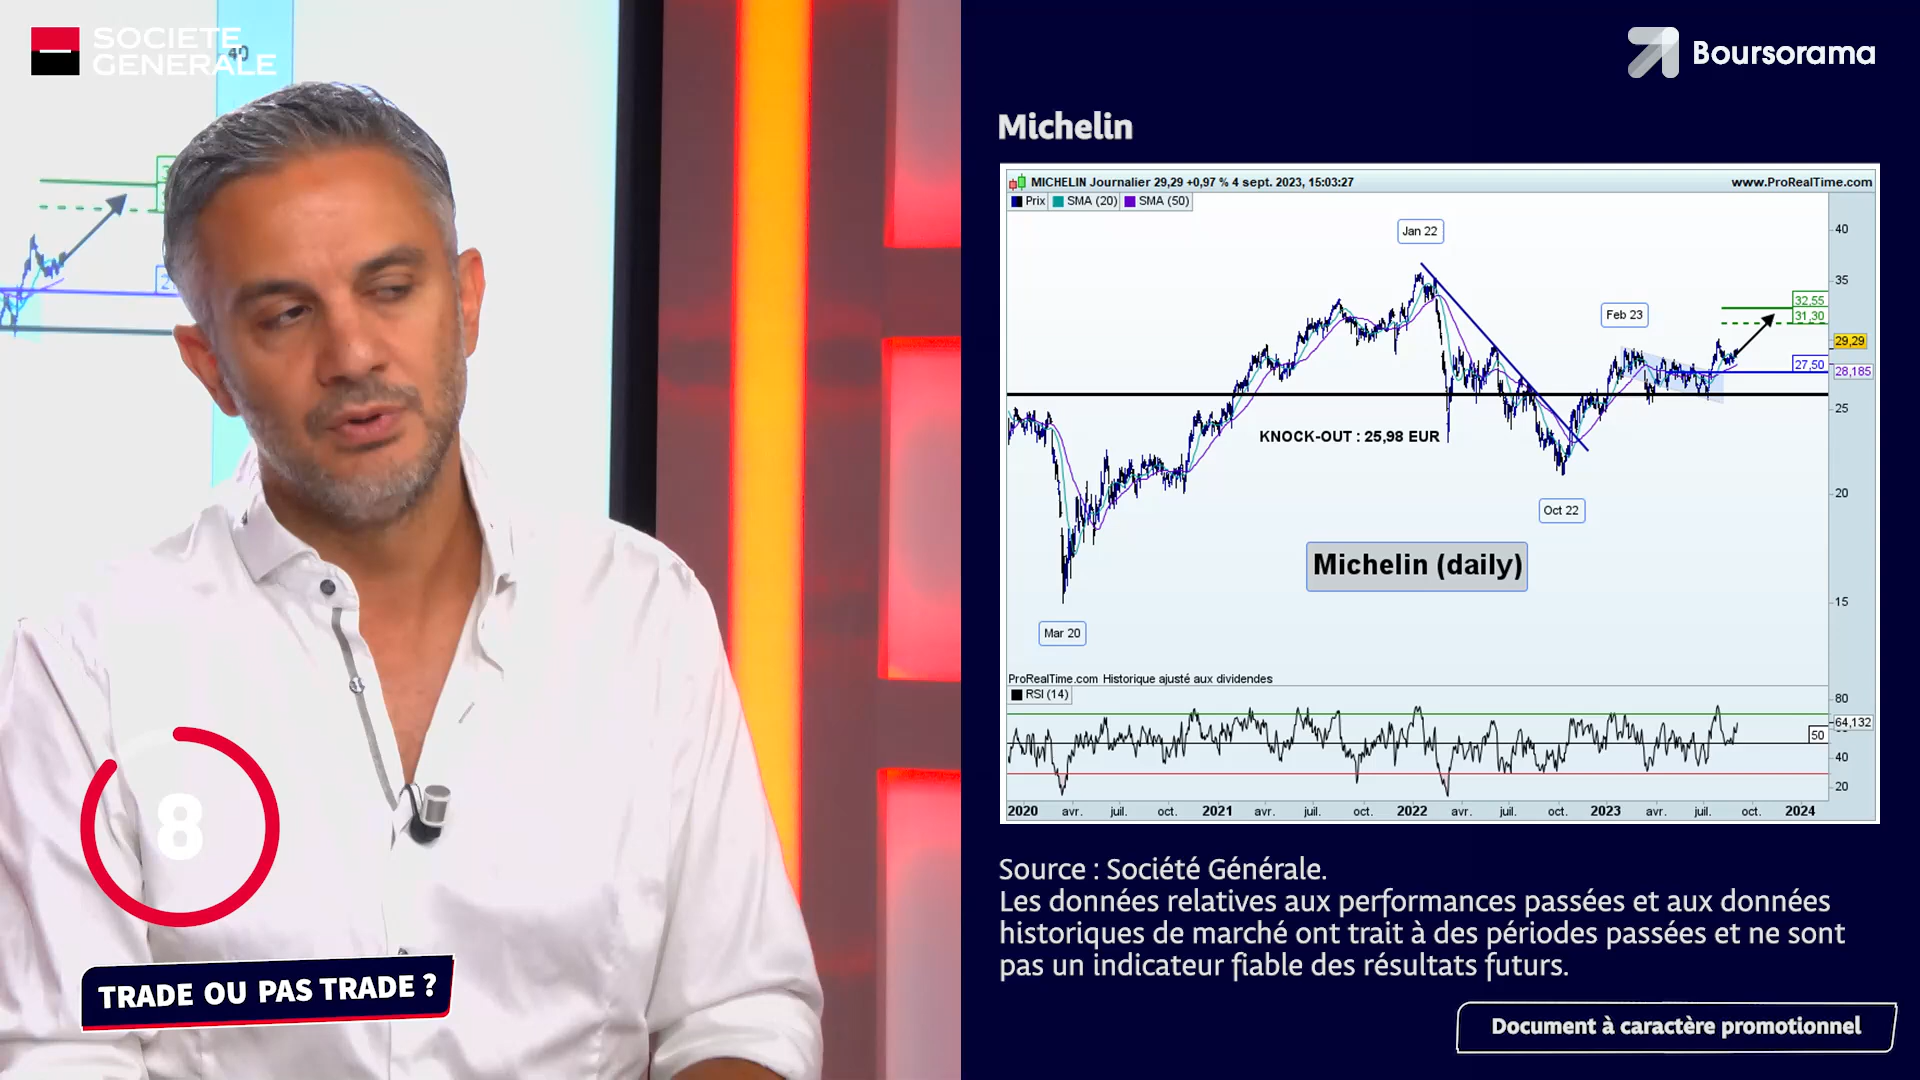 SOCIETE
GENERALE
40
Boursorama
Michelin
MICHELIN Journalier 29,29 +0,97 % 4 sept. 2023, 15:03:27
www.ProRealTime.com
Prix SMA (20) SMA (50)
Jan 22
40
35
Feb 23
32,55
31,30
29,29
27,50
28,185
25
KNOCK-OUT : 25,98 EUR
20
Oct 22
Michelin (daily)
15
Mar 20
ProRealTime.com Historique ajusté aux dividendes
RSI (14)
80
64,132
50
40
20
2020 avr. juil. oct. 2021 avr. juil. oct. 2022 avr. juil. oct. 2023 avr. juil. oct. 2024
8
TRADE OU PAS TRADE ?
Source : Société Générale.
Les données relatives aux performances passées et aux données
historiques de marché ont trait à des périodes passées et ne sont
pas un indicateur fiable des résultats futurs.
Document à caractère promotionnel